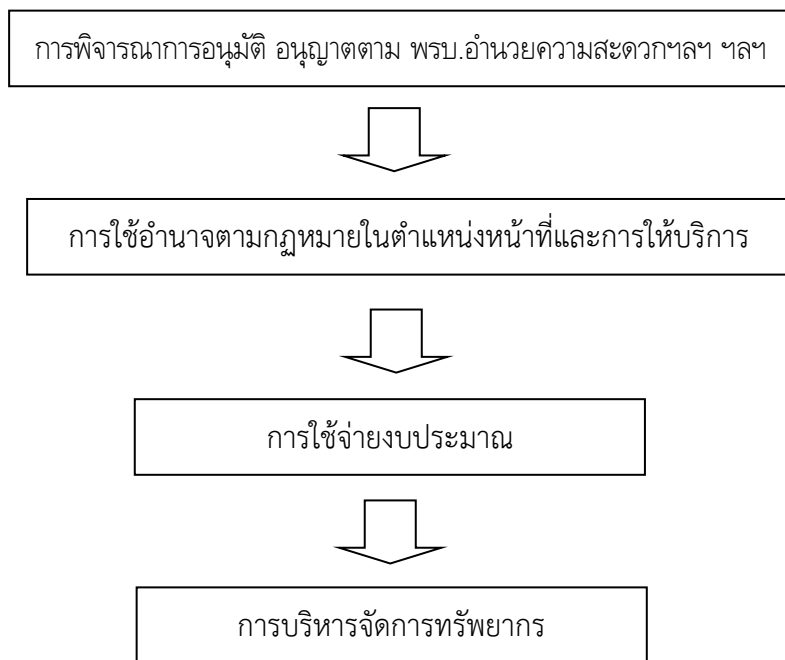 การพิจารณาการอนุมัติ อนุญาตตาม พรบ.อำนวยความสะดวกฯลฯ ฯลฯ
การใช้อำนาจตามกฎหมายในตำแหน่งหน้าที่และการให้บริการ
การใช้จ่ายงบประมาณ
การบริหารจัดการทรัพยากร